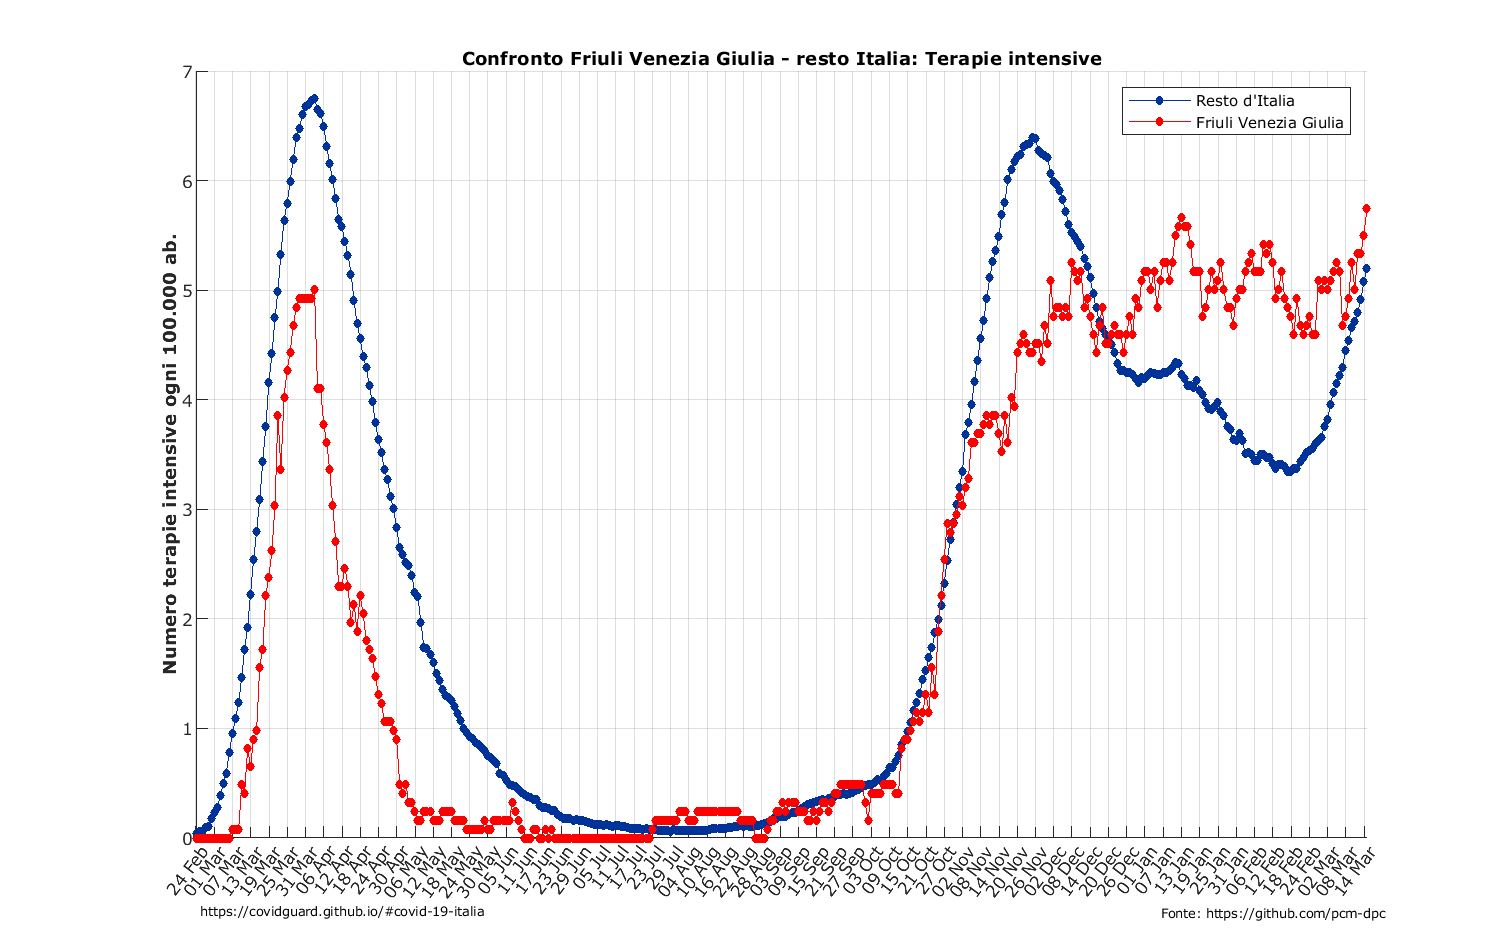 Confronto Friuli Venezia Giulia - resto Italia: Terapie intensive
Resto d'Italia
Friuli Venezia Giulia
Numero terapie intensive ogni 100.000 ab.
7
6
5
4
3
2
1
0
24 Feb
01 Mar
07 Mar
13 Mar
19 Mar
25 Mar
31 Mar
06 Apr
12 Apr
18 Apr
24 Apr
30 Apr
06 May
12 May
18 May
24 May
30 May
05 Jun
11 Jun
17 Jun
23 Jun
29 Jun
05 Jul
11 Jul
17 Jul
23 Jul
29 Jul
04 Aug
10 Aug
16 Aug
22 Aug
28 Aug
03 Sep
09 Sep
15 Sep
21 Sep
27 Sep
03 Oct
09 Oct
15 Oct
21 Oct
27 Oct
02 Nov
08 Nov
14 Nov
20 Nov
26 Nov
02 Dec
08 Dec
14 Dec
20 Dec
26 Dec
01 Jan
07 Jan
13 Jan
19 Jan
25 Jan
31 Jan
06 Feb
12 Feb
18 Feb
24 Feb
02 Mar
08 Mar
14 Mar
https://covidguard.github.io/#covid-19-italia
Fonte: https://github.com/pcm-dpc